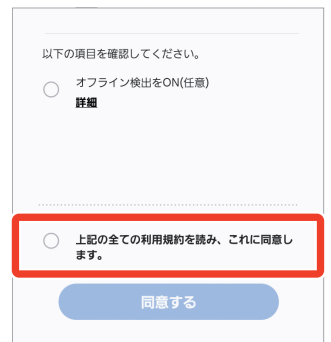 以下の項目を確認してください。
オフライン検出をON(任意)
詳細
上記の全ての利用規約を読み、これに同意し
ます。
同意する